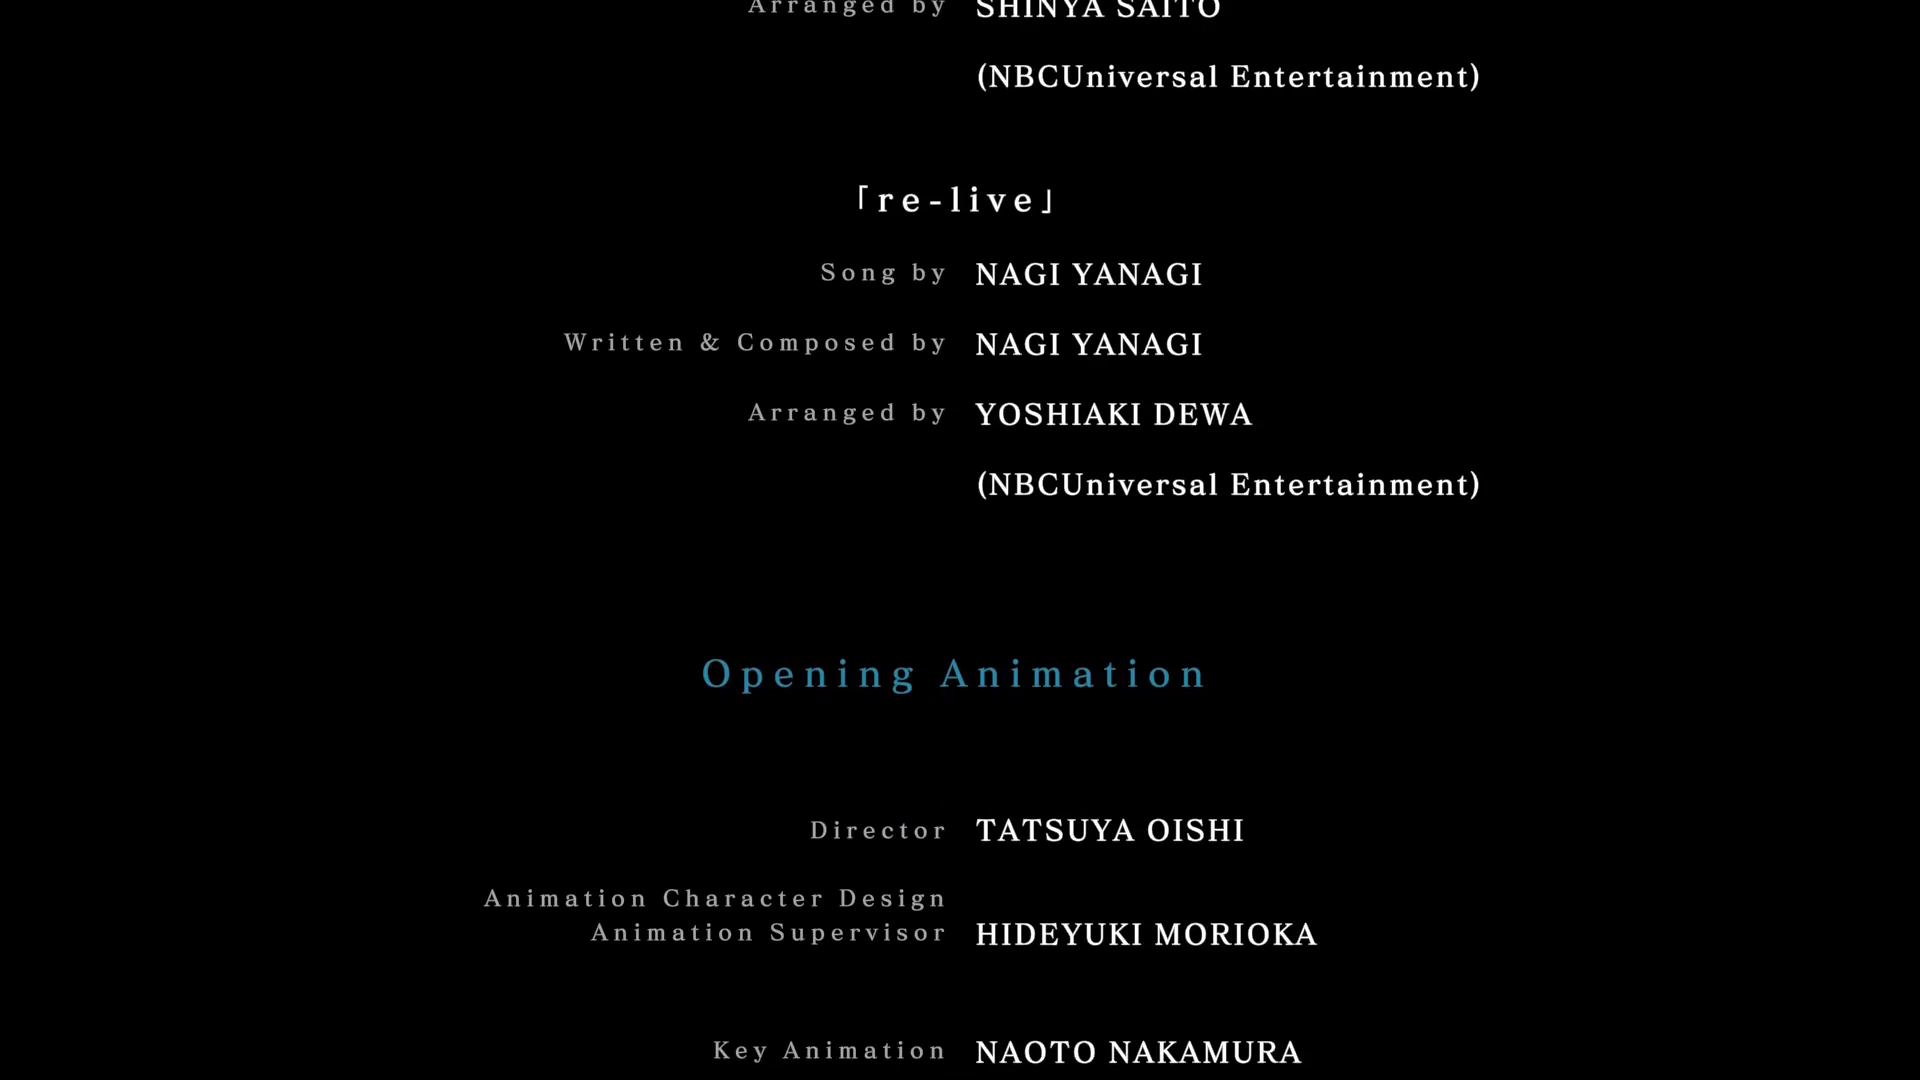 Arranged by SHINYA SAITO
(NBCUniversal Entertainment)
「re-live」
Song by NAGI YANAGI
Written & Composed by NAGI YANAGI
Arranged by YOSHIAKI DEWA
(NBCUniversal Entertainment)
Opening Animation
Director TATSUYA OISHI
Animation Character Design
Animation Supervisor HIDEYUKI MORIOKA
Key Animation NAOTO NAKAMURA